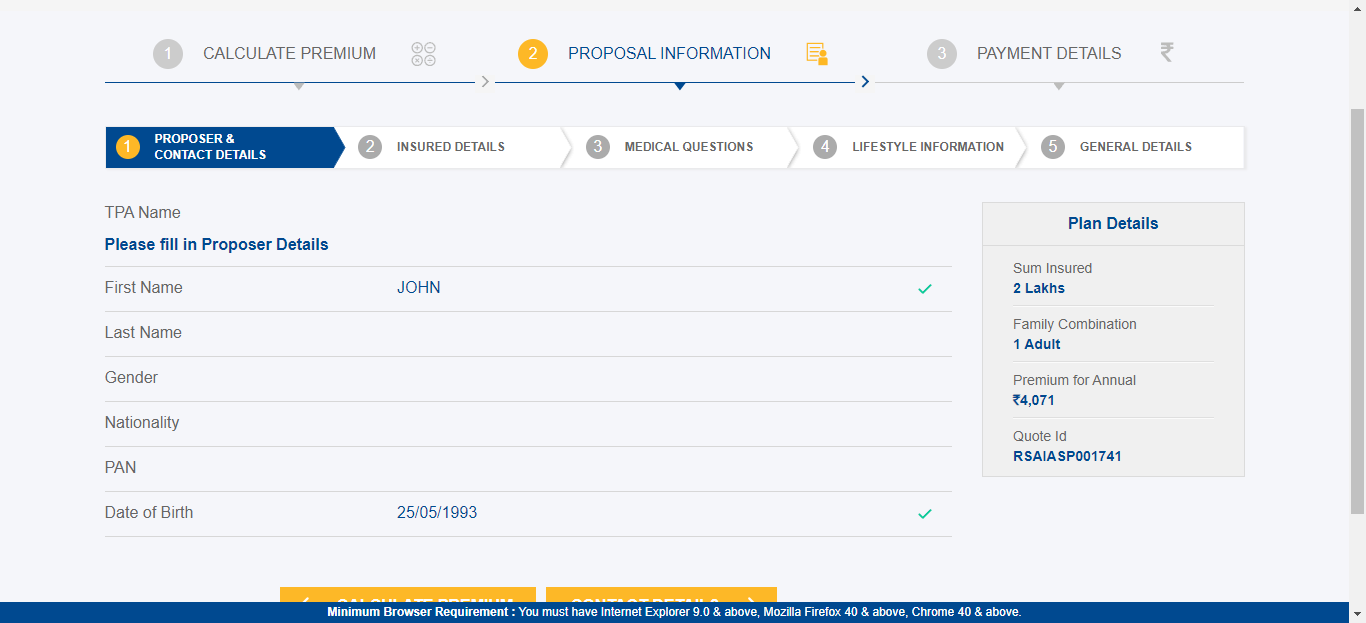 1 CALCULATE PREMIUM
2 PROPOSAL INFORMATION
3 PAYMENT DETAILS ₹
1 PROPOSER &
CONTACT DETAILS
2 INSURED DETAILS
3 MEDICAL QUESTIONS
4 LIFESTYLE INFORMATION
5 GENERAL DETAILS
TPA Name
Please fill in Proposer Details
First Name JOHN
Last Name
Gender
Nationality
PAN
Date of Birth 25/05/1993
Plan Details
Sum Insured
2 Lakhs
Family Combination
1 Adult
Premium for Annual
₹4,071
Quote Id
RSAIASP001741
CALCULATE PREMIUM
CONTACT DETAILS
Minimum Browser Requirement : You must have Internet Explorer 9.0 & above, Mozilla Firefox 40 & above, Chrome 40 & above.